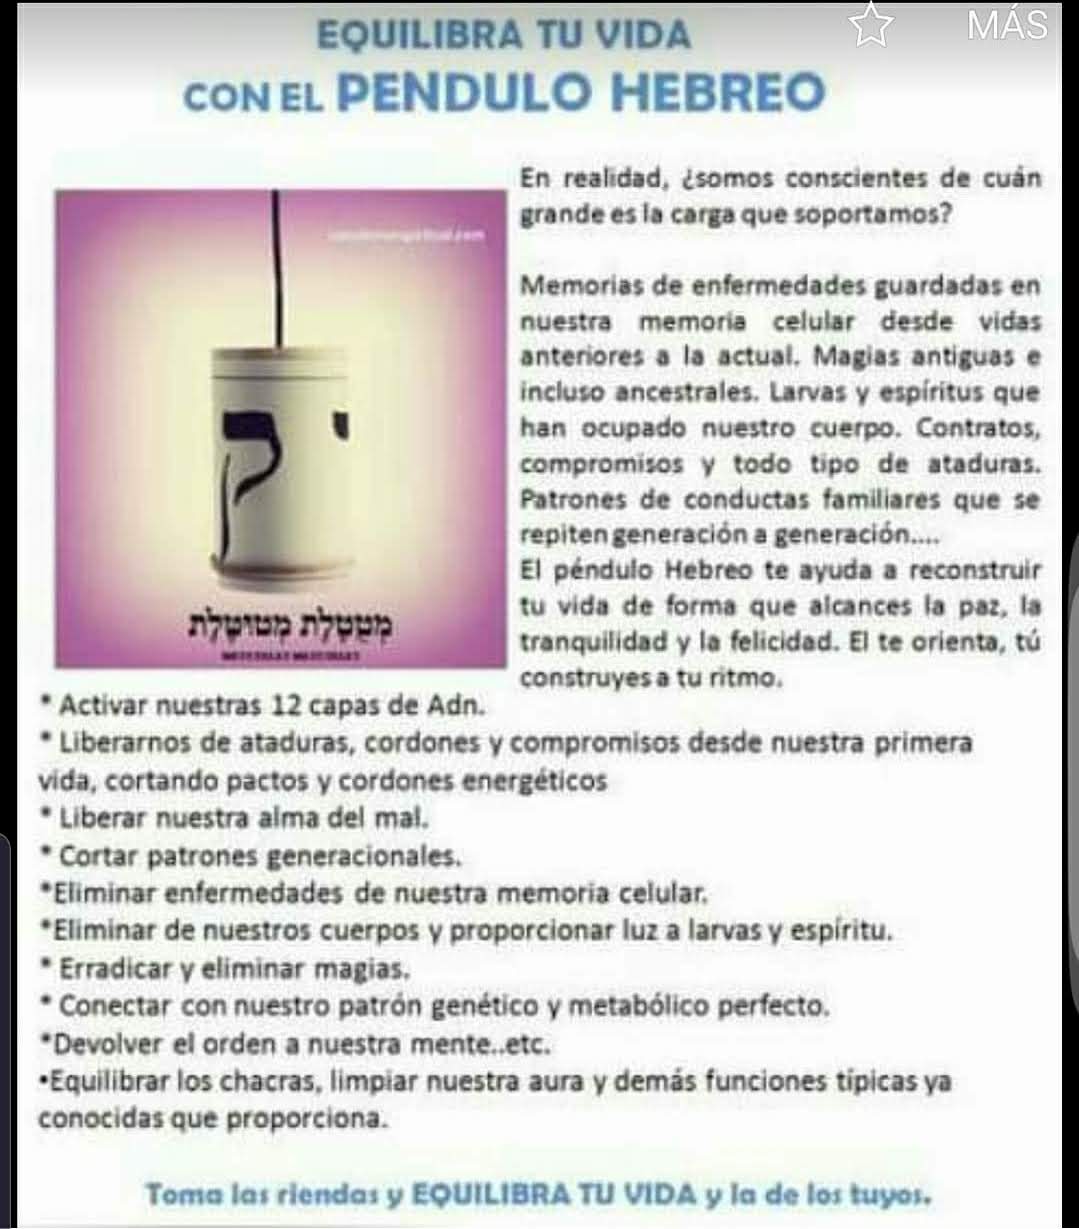 MÁS
EQUILIBRA TU VIDA
CON EL PENDULO HEBREO
En realidad, ¿somos conscientes de cuán
grande es la carga que soportamos?
Memorias de enfermedades guardadas en
nuestra memoria celular desde vidas
anteriores a la actual. Magias antiguas e
incluso ancestrales. Larvas y espíritus que
han ocupado nuestro cuerpo. Contratos,
compromisos y todo tipo de ataduras.
Patrones de conductas familiares que se
repiten generación a generación....
El péndulo Hebreo te ayuda a reconstruir
tu vida de forma que alcances la paz, la
tranquilidad y la felicidad. El te orienta, tú
construyes a tu ritmo.
ק י
מְטֻטֶלֶת מטוטלת
* Activar nuestras 12 capas de Adn.
* Liberarnos de ataduras, cordones y compromisos desde nuestra primera
vida, cortando pactos y cordones energéticos
* Liberar nuestra alma del mal.
* Cortar patrones generacionales.
*Eliminar enfermedades de nuestra memoria celular.
*Eliminar de nuestros cuerpos y proporcionar luz a larvas y espíritu.
* Erradicar y eliminar magias.
* Conectar con nuestro patrón genético y metabólico perfecto.
*Devolver el orden a nuestra mente..etc.
•Equilibrar los chacras, limpiar nuestra aura y demás funciones típicas ya
conocidas que proporciona.
Toma las riendas y EQUILIBRA TU VIDA y la de los tuyos.